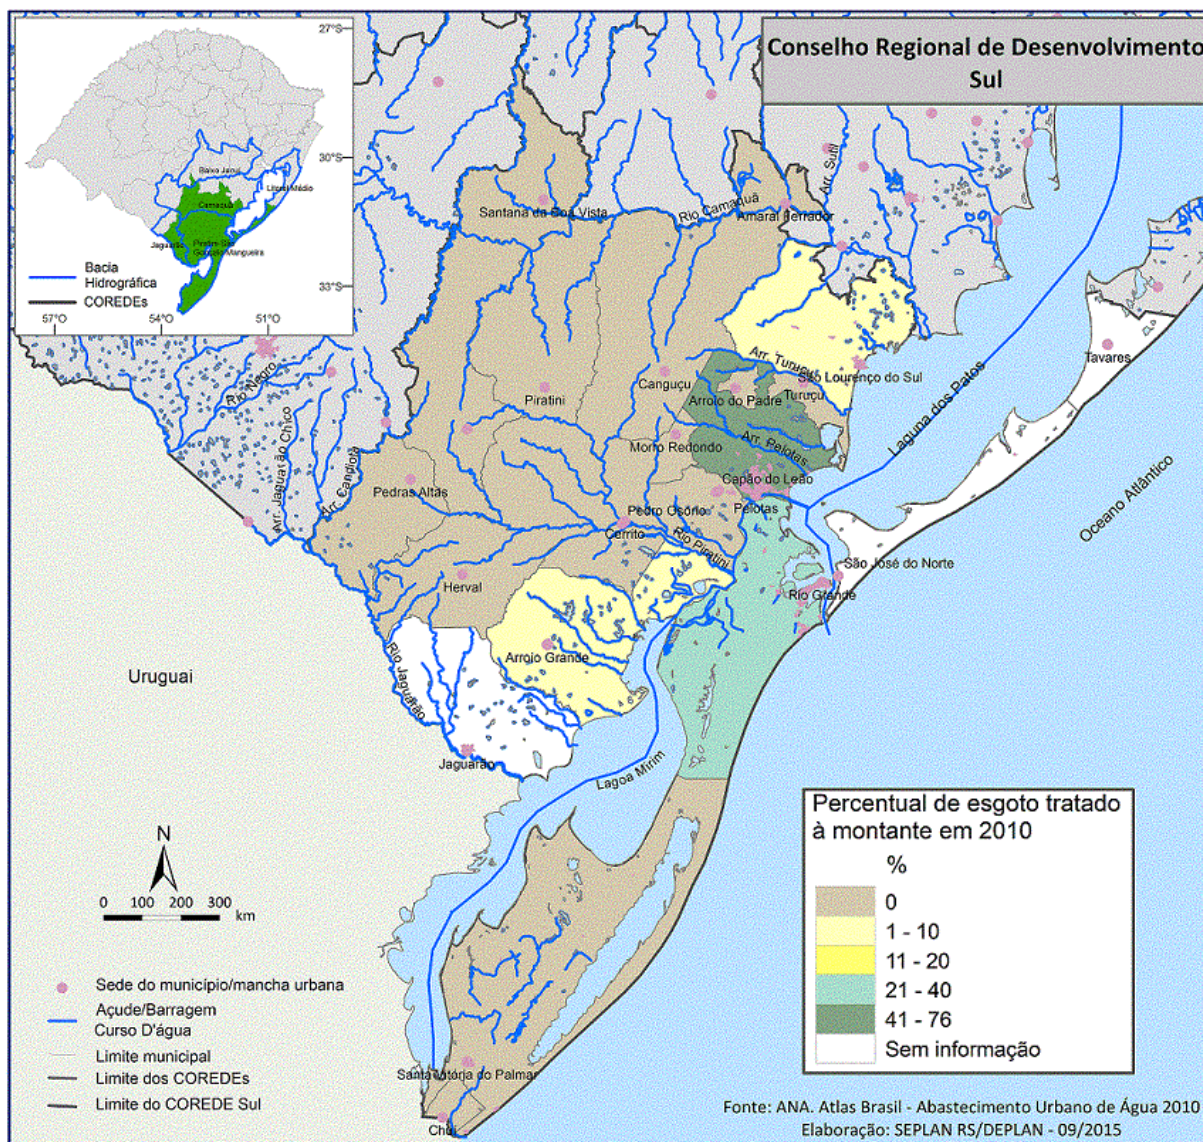 Conselho Regional de Desenvolvimento
Sul
27°S
30°S
33°S
57°O
54°O
51°O
Baixo Jacuí
Litoral Médio
Camaquã
Jaguarão
Piratini-São
Gonçalo-Mangueira
Bacia
Hidrográfica
COREDEs
Santana da Boa Vista
Rio Camaquã
Amaral Ferrador
Arr. Sutil
Tavares
Rio Negro
Arr. Turuçu
São Lourenço do Sul
Laguna dos Patos
Canguçu
Piratini
Arroio do Padre
Turuçu
Arr. Jaguarão Chico
Arr. Candiota
Morro Redondo
Arr. Pelotas
Capão do Leão
Pelotas
Pedras Altas
Pedro Osório
Cerrito
Rio Piratini
Oceano Atlântico
São José do Norte
Rio Grande
Herval
Arroio Grande
Uruguai
Rio Jaguarão
Jaguarão
Lagoa Mirim
Santa Vitória do Palmar
Chuí
N
0 100 200 300
km
Sede do município/mancha urbana
Açude/Barragem
Curso D'água
Limite municipal
Limite dos COREDEs
Limite do COREDE Sul
Percentual de esgoto tratado
à montante em 2010
%
0
1 - 10
11 - 20
21 - 40
41 - 76
Sem informação
Fonte: ANA. Atlas Brasil - Abastecimento Urbano de Água 2010
Elaboração: SEPLAN RS/DEPLAN - 09/2015